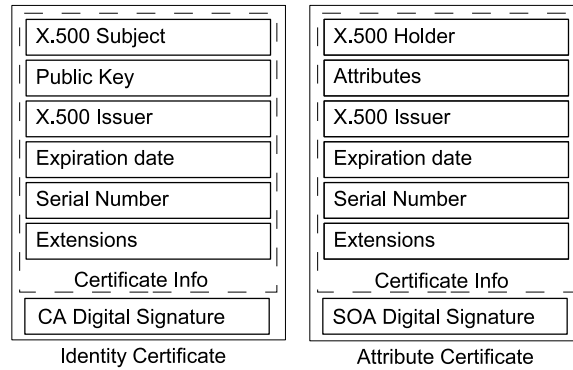 X.500 Subject
Public Key
X.500 Issuer
Expiration date
Serial Number
Extensions
Certificate Info
CA Digital Signature
Identity Certificate
X.500 Holder
Attributes
X.500 Issuer
Expiration date
Serial Number
Extensions
Certificate Info
SOA Digital Signature
Attribute Certificate